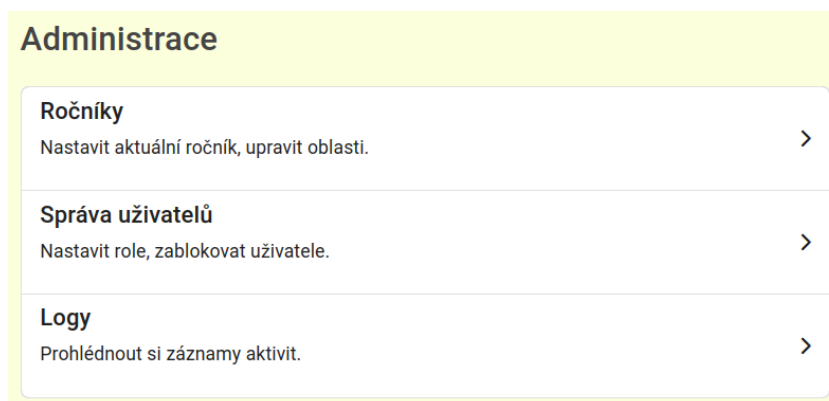 Administrace
Ročníky
Nastavit aktuální ročník, upravit oblasti.
Správa uživatelů
Nastavit role, zablokovat uživatele.
Logy
Prohlédnout si záznamy aktivit.